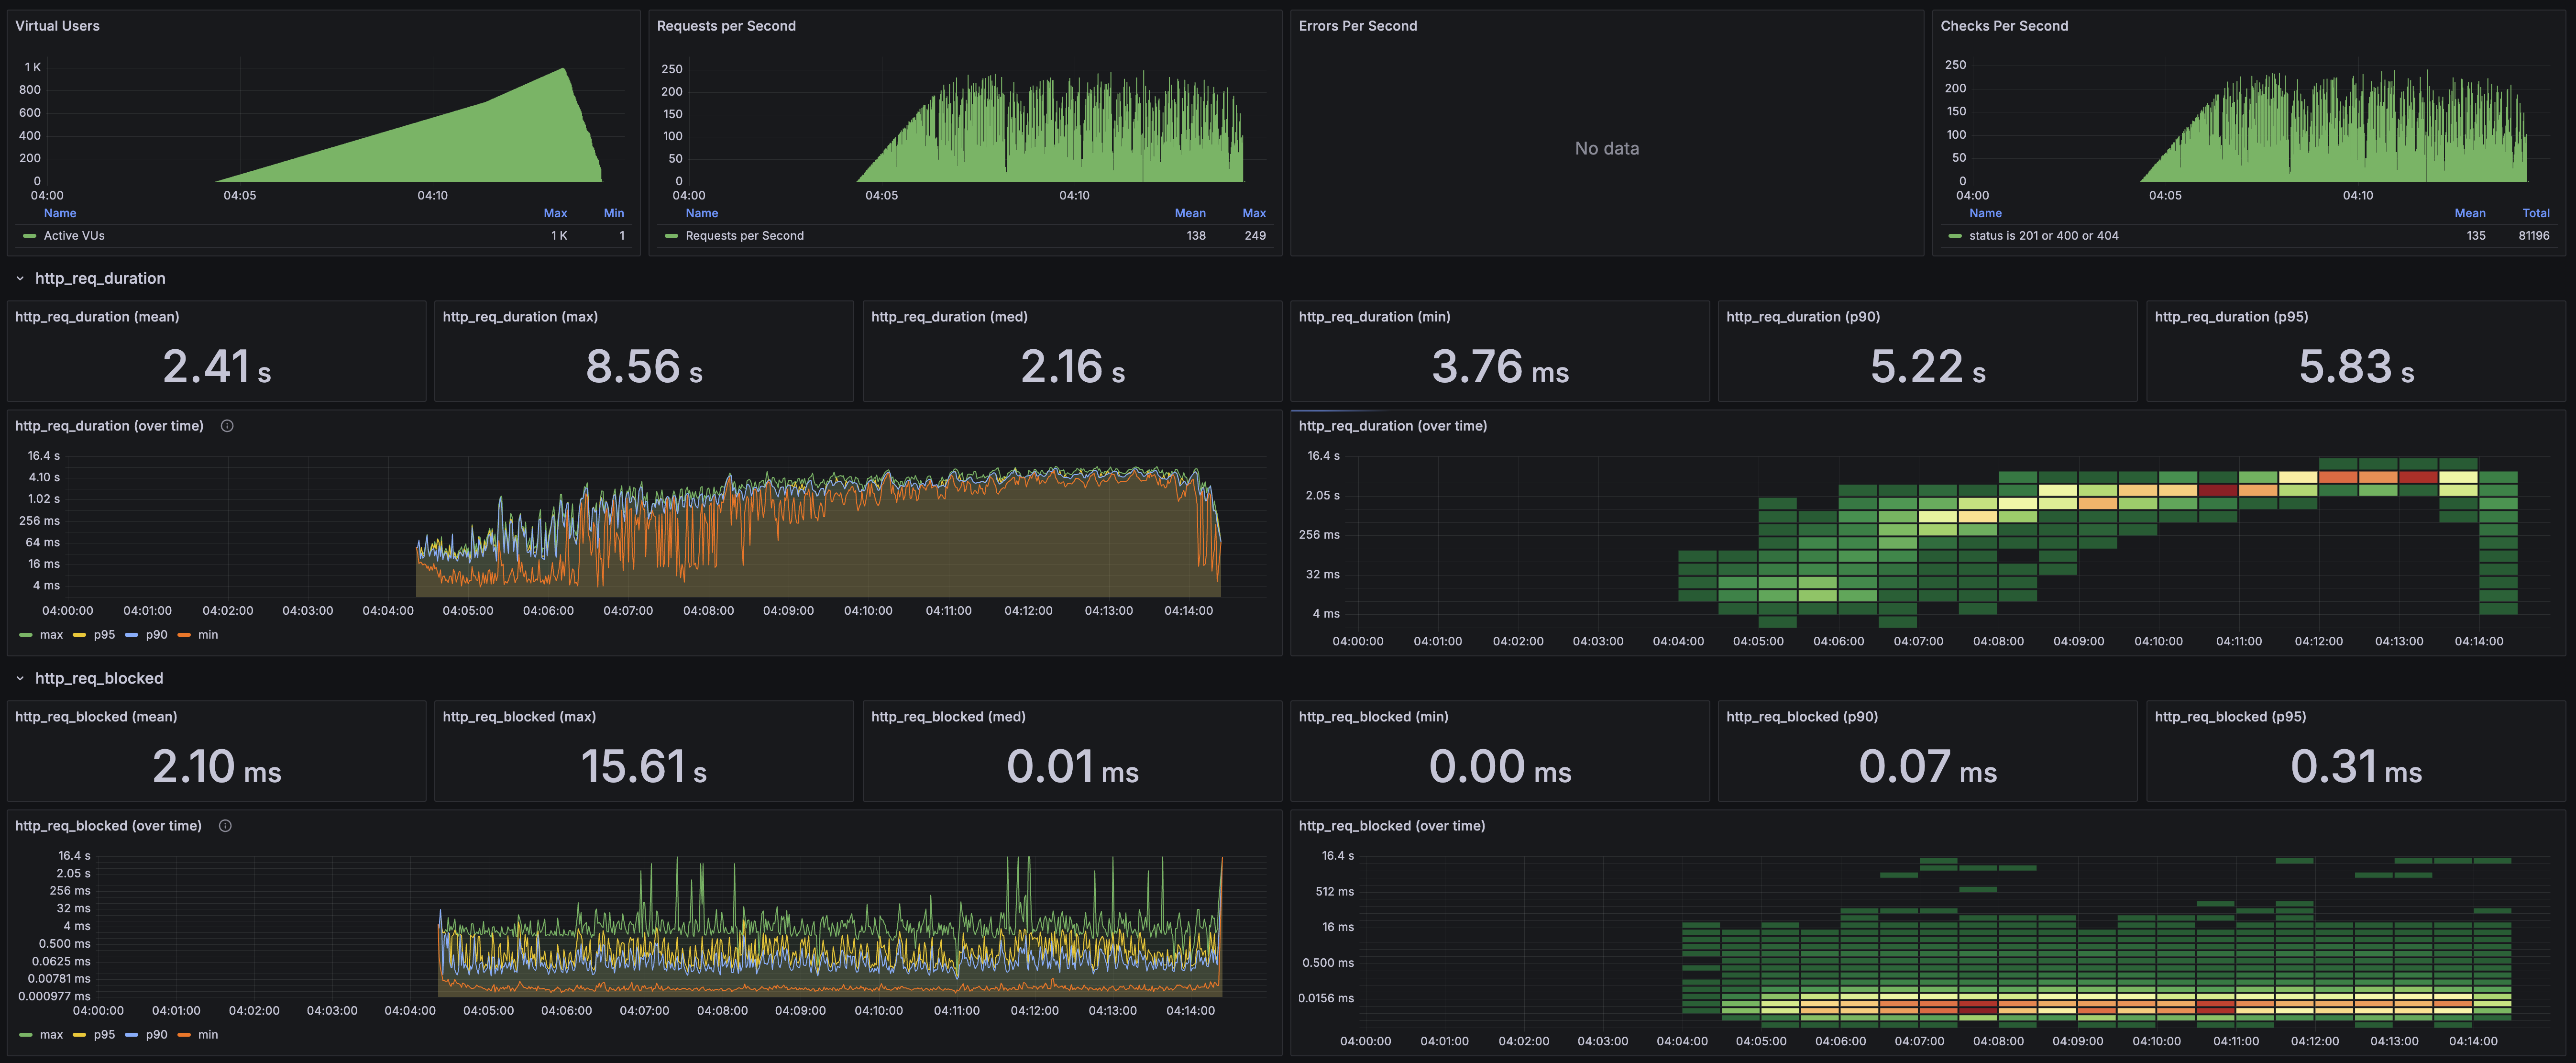 Virtual Users
1 K
800
600
400
200
0
04:00 04:05 04:10
Name Max Min
Active VUs 1 K 1
Requests per Second
250
200
150
100
50
0
04:00 04:05 04:10
Name Mean Max
Requests per Second 138 249
Errors Per Second
No data
Checks Per Second
250
200
150
100
50
0
04:00 04:05 04:10
Name Mean Total
status is 201 or 400 or 404 135 81196
http_req_duration
http_req_duration (mean)
2.41 s
http_req_duration (max)
8.56 s
http_req_duration (med)
2.16 s
http_req_duration (min)
3.76 ms
http_req_duration (p90)
5.22 s
http_req_duration (p95)
5.83 s
http_req_duration (over time)
16.4 s
4.10 s
1.02 s
256 ms
64 ms
16 ms
4 ms
04:00:00 04:01:00 04:02:00 04:03:00 04:04:00 04:05:00 04:06:00 04:07:00 04:08:00 04:09:00 04:10:00 04:11:00 04:12:00 04:13:00 04:14:00
max p95 p90 min
http_req_duration (over time)
16.4 s
2.05 s
256 ms
32 ms
4 ms
04:00:00 04:01:00 04:02:00 04:03:00 04:04:00 04:05:00 04:06:00 04:07:00 04:08:00 04:09:00 04:10:00 04:11:00 04:12:00 04:13:00 04:14:00
http_req_blocked
http_req_blocked (mean)
2.10 ms
http_req_blocked (max)
15.61 s
http_req_blocked (med)
0.01 ms
http_req_blocked (min)
0.00 ms
http_req_blocked (p90)
0.07 ms
http_req_blocked (p95)
0.31 ms
http_req_blocked (over time)
16.4 s
2.05 s
256 ms
32 ms
4 ms
0.500 ms
0.0625 ms
0.00781 ms
0.000977 ms
04:00:00 04:01:00 04:02:00 04:03:00 04:04:00 04:05:00 04:06:00 04:07:00 04:08:00 04:09:00 04:10:00 04:11:00 04:12:00 04:13:00 04:14:00
max p95 p90 min
http_req_blocked (over time)
16.4 s
512 ms
16 ms
0.500 ms
0.0156 ms
04:00:00 04:01:00 04:02:00 04:03:00 04:04:00 04:05:00 04:06:00 04:07:00 04:08:00 04:09:00 04:10:00 04:11:00 04:12:00 04:13:00 04:14:00